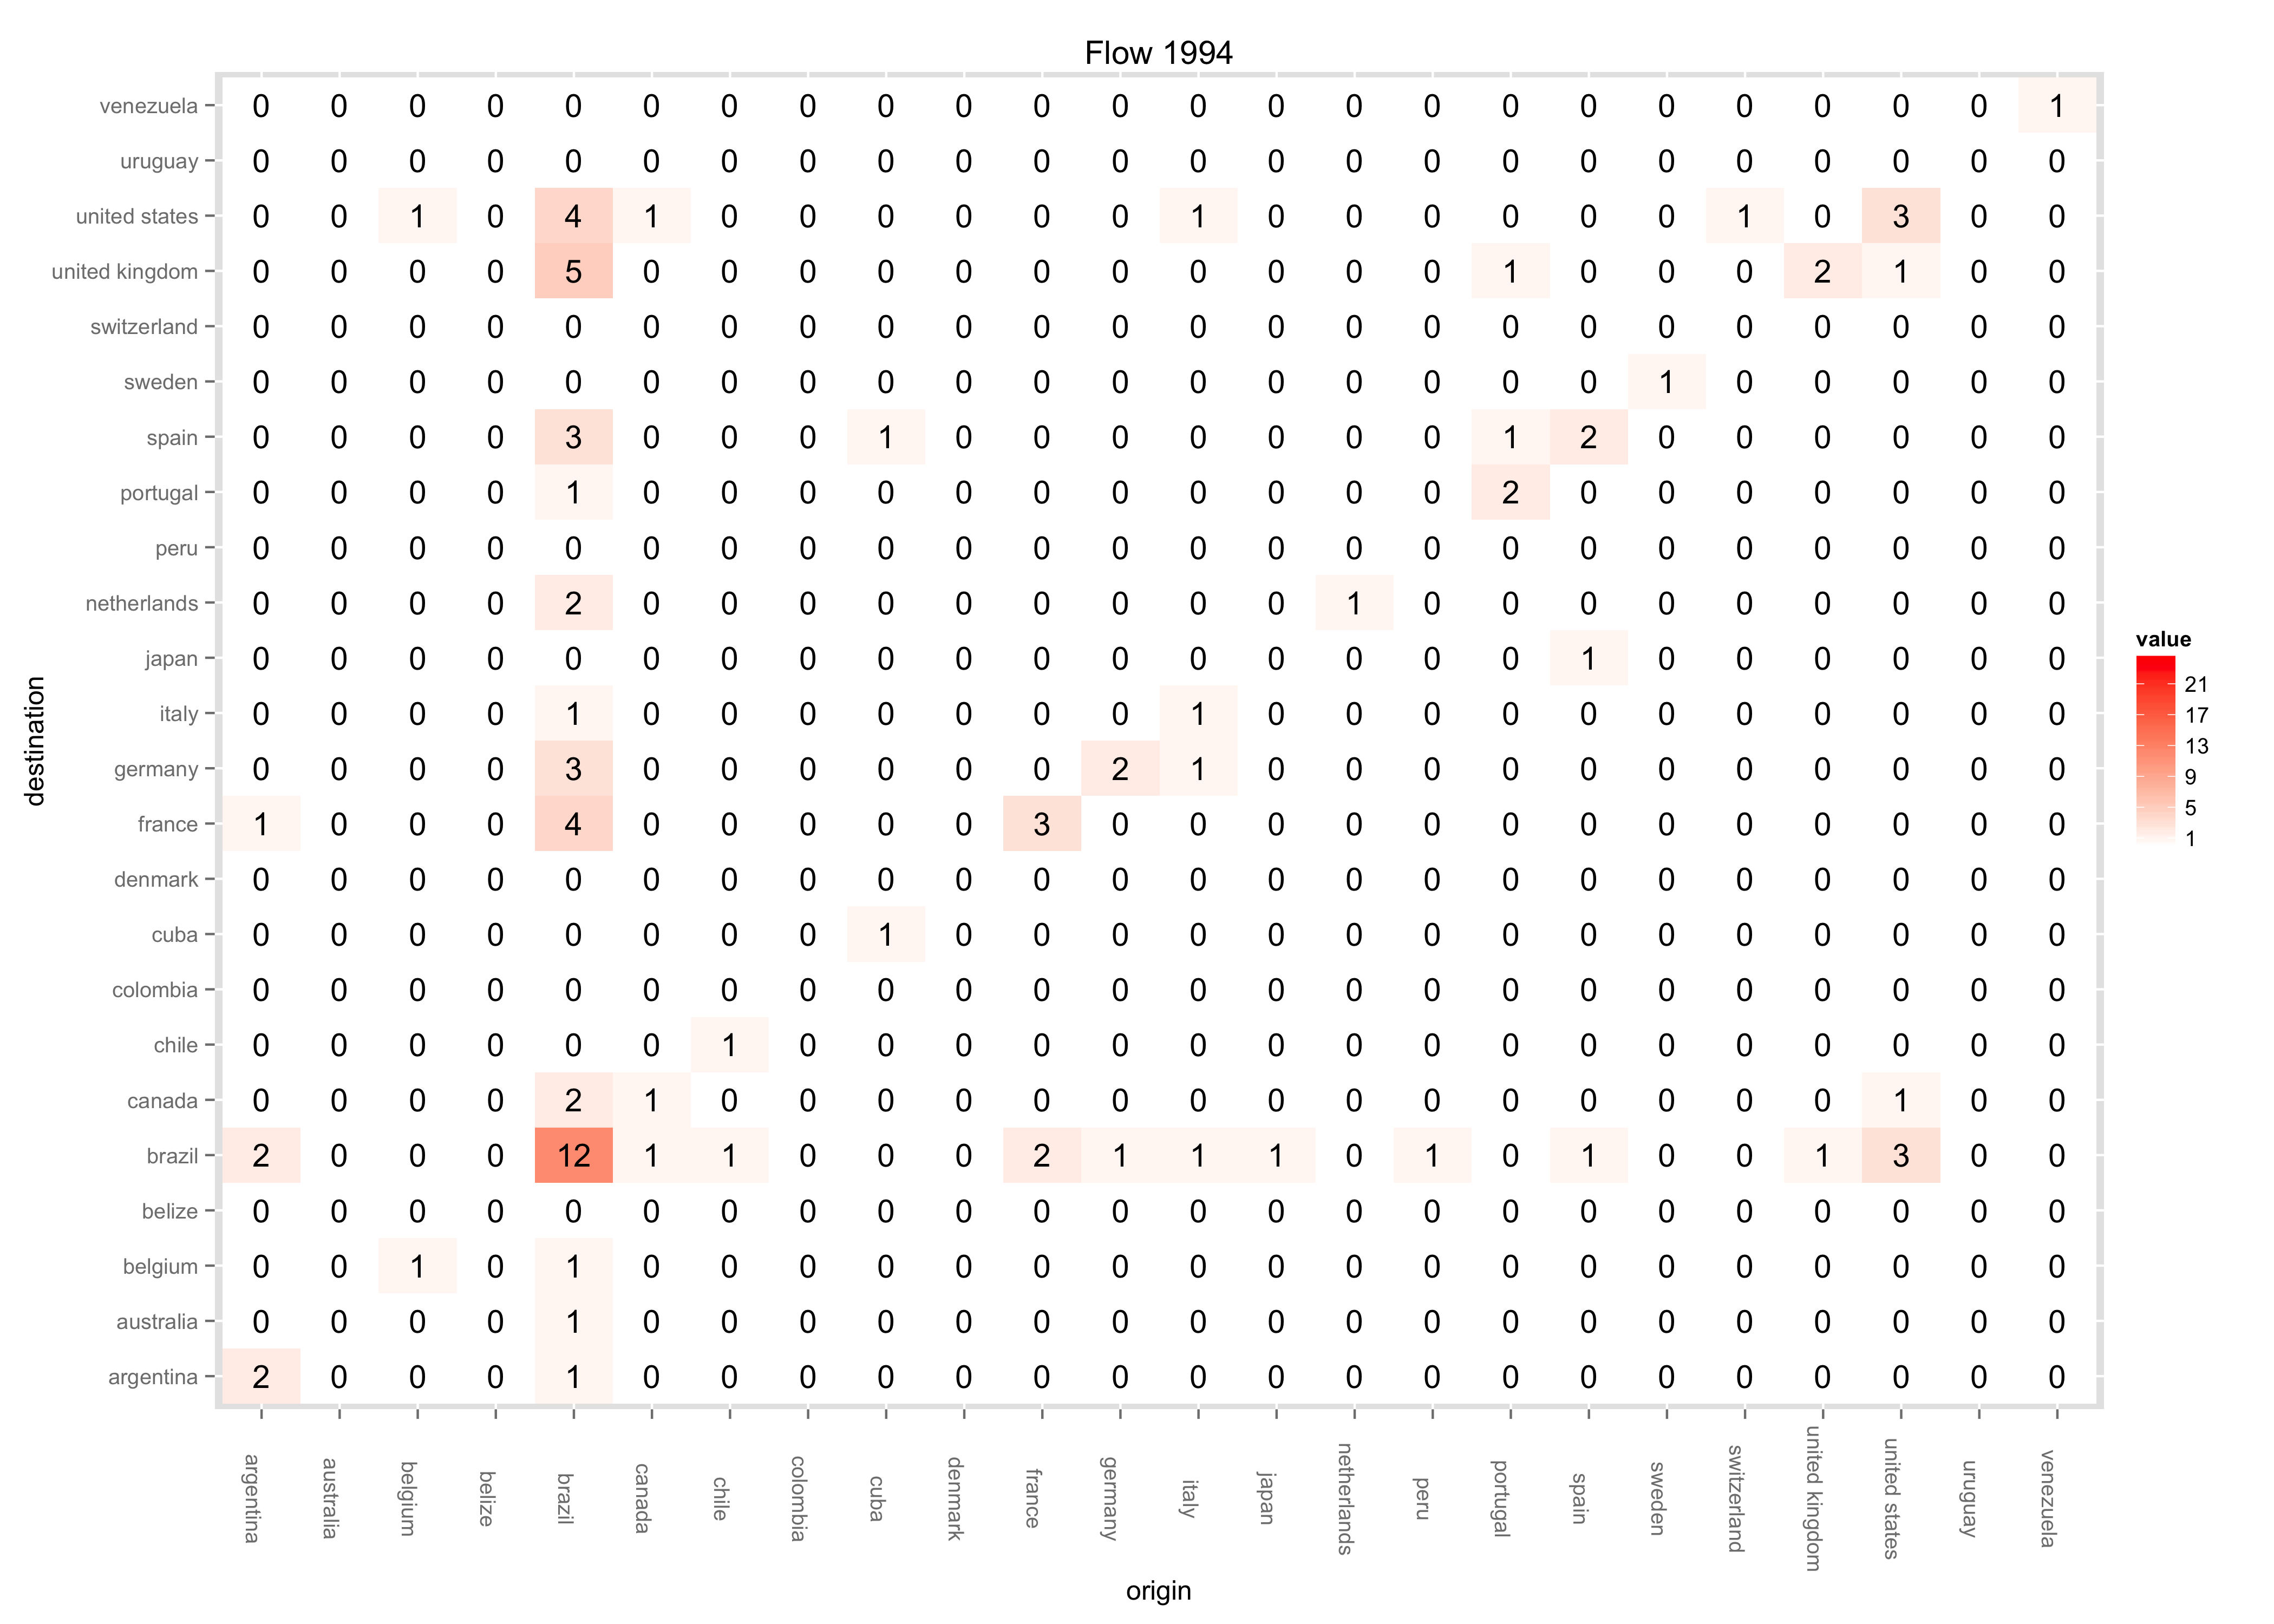 Flow 1994
venezuela 0 0 0 0 0 0 0 0 0 0 0 0 0 0 0 0 0 0 0 0 0 0 0 1
uruguay 0 0 0 0 0 0 0 0 0 0 0 0 0 0 0 0 0 0 0 0 0 0 0 0
united states 0 0 1 0 4 1 0 0 0 0 0 0 1 0 0 0 0 0 0 1 0 3 0 0
united kingdom 0 0 0 0 5 0 0 0 0 0 0 0 0 0 0 0 1 0 0 0 2 1 0 0
switzerland 0 0 0 0 0 0 0 0 0 0 0 0 0 0 0 0 0 0 0 0 0 0 0 0
sweden 0 0 0 0 0 0 0 0 0 0 0 0 0 0 0 0 0 0 1 0 0 0 0 0
spain 0 0 0 0 3 0 0 0 1 0 0 0 0 0 0 0 1 2 0 0 0 0 0 0
portugal 0 0 0 0 1 0 0 0 0 0 0 0 0 0 0 0 2 0 0 0 0 0 0 0
peru 0 0 0 0 0 0 0 0 0 0 0 0 0 0 0 0 0 0 0 0 0 0 0 0
netherlands 0 0 0 0 2 0 0 0 0 0 0 0 0 0 1 0 0 0 0 0 0 0 0 0
japan 0 0 0 0 0 0 0 0 0 0 0 0 0 0 0 0 0 1 0 0 0 0 0 0
italy 0 0 0 0 1 0 0 0 0 0 0 0 1 0 0 0 0 0 0 0 0 0 0 0
germany 0 0 0 0 3 0 0 0 0 0 0 2 1 0 0 0 0 0 0 0 0 0 0 0
france 1 0 0 0 4 0 0 0 0 0 3 0 0 0 0 0 0 0 0 0 0 0 0 0
denmark 0 0 0 0 0 0 0 0 0 0 0 0 0 0 0 0 0 0 0 0 0 0 0 0
cuba 0 0 0 0 0 0 0 0 1 0 0 0 0 0 0 0 0 0 0 0 0 0 0 0
colombia 0 0 0 0 0 0 0 0 0 0 0 0 0 0 0 0 0 0 0 0 0 0 0 0
chile 0 0 0 0 0 0 1 0 0 0 0 0 0 0 0 0 0 0 0 0 0 0 0 0
canada 0 0 0 0 2 1 0 0 0 0 0 0 0 0 0 0 0 0 0 0 0 1 0 0
brazil 2 0 0 0 12 1 1 0 0 0 2 1 1 1 0 1 0 1 0 0 1 3 0 0
belize 0 0 0 0 0 0 0 0 0 0 0 0 0 0 0 0 0 0 0 0 0 0 0 0
belgium 0 0 1 0 1 0 0 0 0 0 0 0 0 0 0 0 0 0 0 0 0 0 0 0
australia 0 0 0 0 1 0 0 0 0 0 0 0 0 0 0 0 0 0 0 0 0 0 0 0
argentina 2 0 0 0 1 0 0 0 0 0 0 0 0 0 0 0 0 0 0 0 0 0 0 0
argentina australia belgium belize brazil canada chile colombia cuba denmark france germany italy japan netherlands peru portugal spain sweden switzerland united kingdom united states uruguay venezuela
origin
destination
value
21
17
13
9
5
1